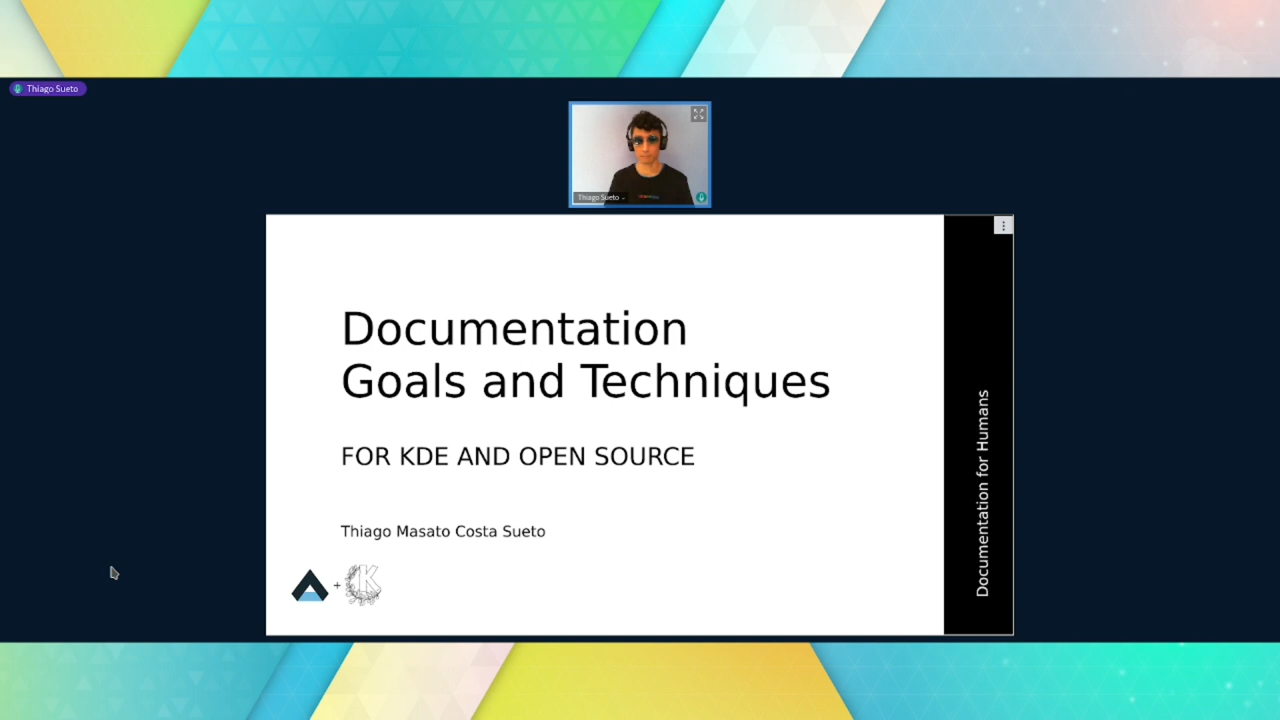 Thiago Sueto
Thiago Sueto
Documentation
Goals and Techniques
FOR KDE AND OPEN SOURCE
Thiago Masato Costa Sueto
+
K
Documentation for Humans